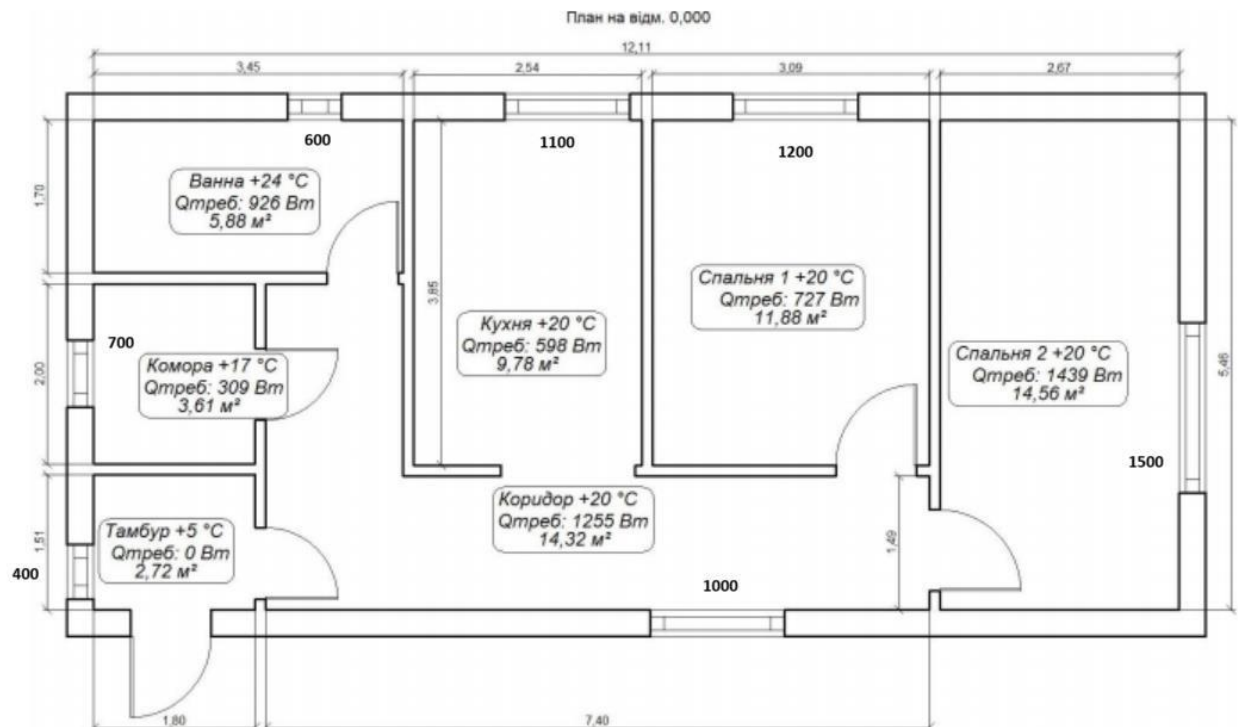 План на відм. 0,000
12,11
3,45
2,54
3,09
2,67
600
1100
1200
1,70
Ванна +24 °C
Qтреб: 926 Вт
5,88 м²
3,85
Спальня 1 +20 °C
Qтреб: 727 Вт
11,88 м²
Кухня +20 °C
Qтреб: 598 Вт
9,78 м²
700
2,00
Комора +17 °C
Qтреб: 309 Вт
3,61 м²
Спальня 2 +20 °C
Qтреб: 1439 Вт
14,56 м²
5,46
1500
Коридор +20 °C
Qтреб: 1255 Вт
14,32 м²
1,51
Тамбур +5 °C
Qтреб: 0 Вт
2,72 м²
1,49
400
1000
1,80
7,40